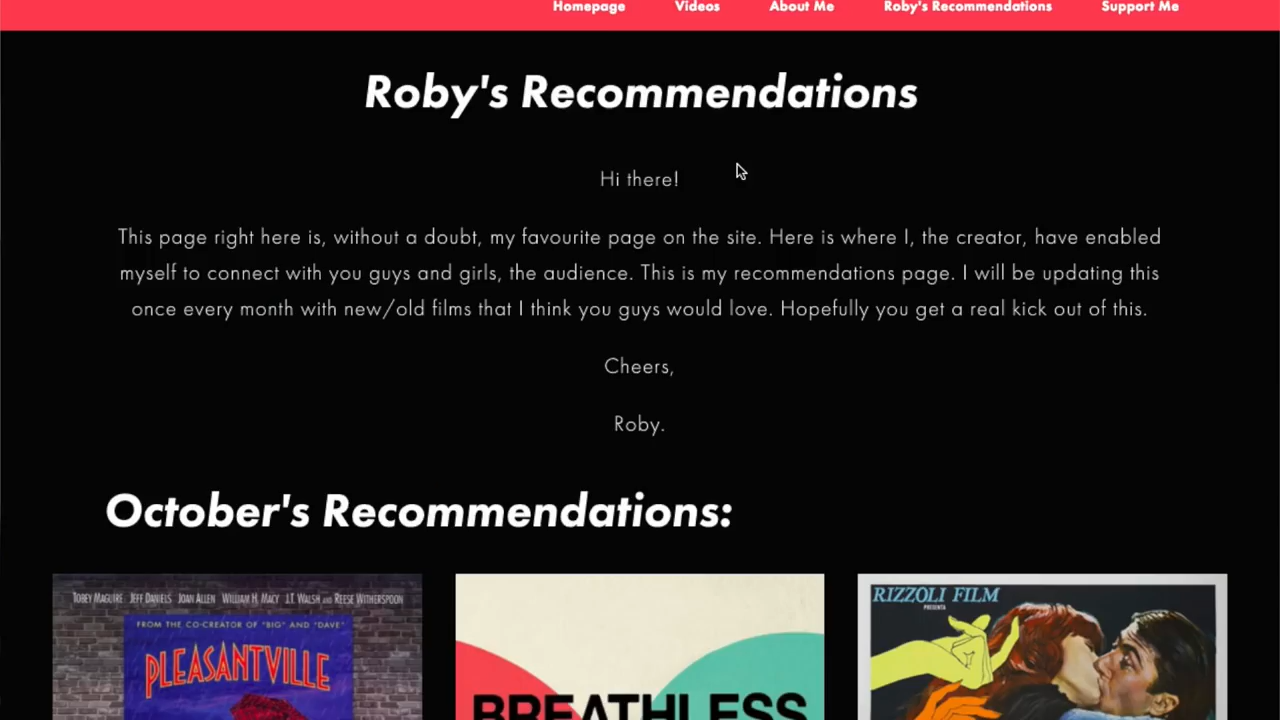 Homepage Videos About Me Roby's Recommendations Support Me
Roby's Recommendations
Hi there!
This page right here is, without a doubt, my favourite page on the site. Here is where I, the creator, have enabled
myself to connect with you guys and girls, the audience. This is my recommendations page. I will be updating this
once every month with new/old films that I think you guys would love. Hopefully you get a real kick out of this.
Cheers,
Roby.
October's Recommendations:
TOBEY MAGUIRE JEFF DANIELS JOAN ALLEN WILLIAM H. MACY J.T. WALSH AND REESE WITHERSPOON
FROM THE CO-CREATOR OF "BIG" AND "DAVE"
PLEASANTVILLE
BREATHLESS
RIZZOLI FILM
PRESENTA